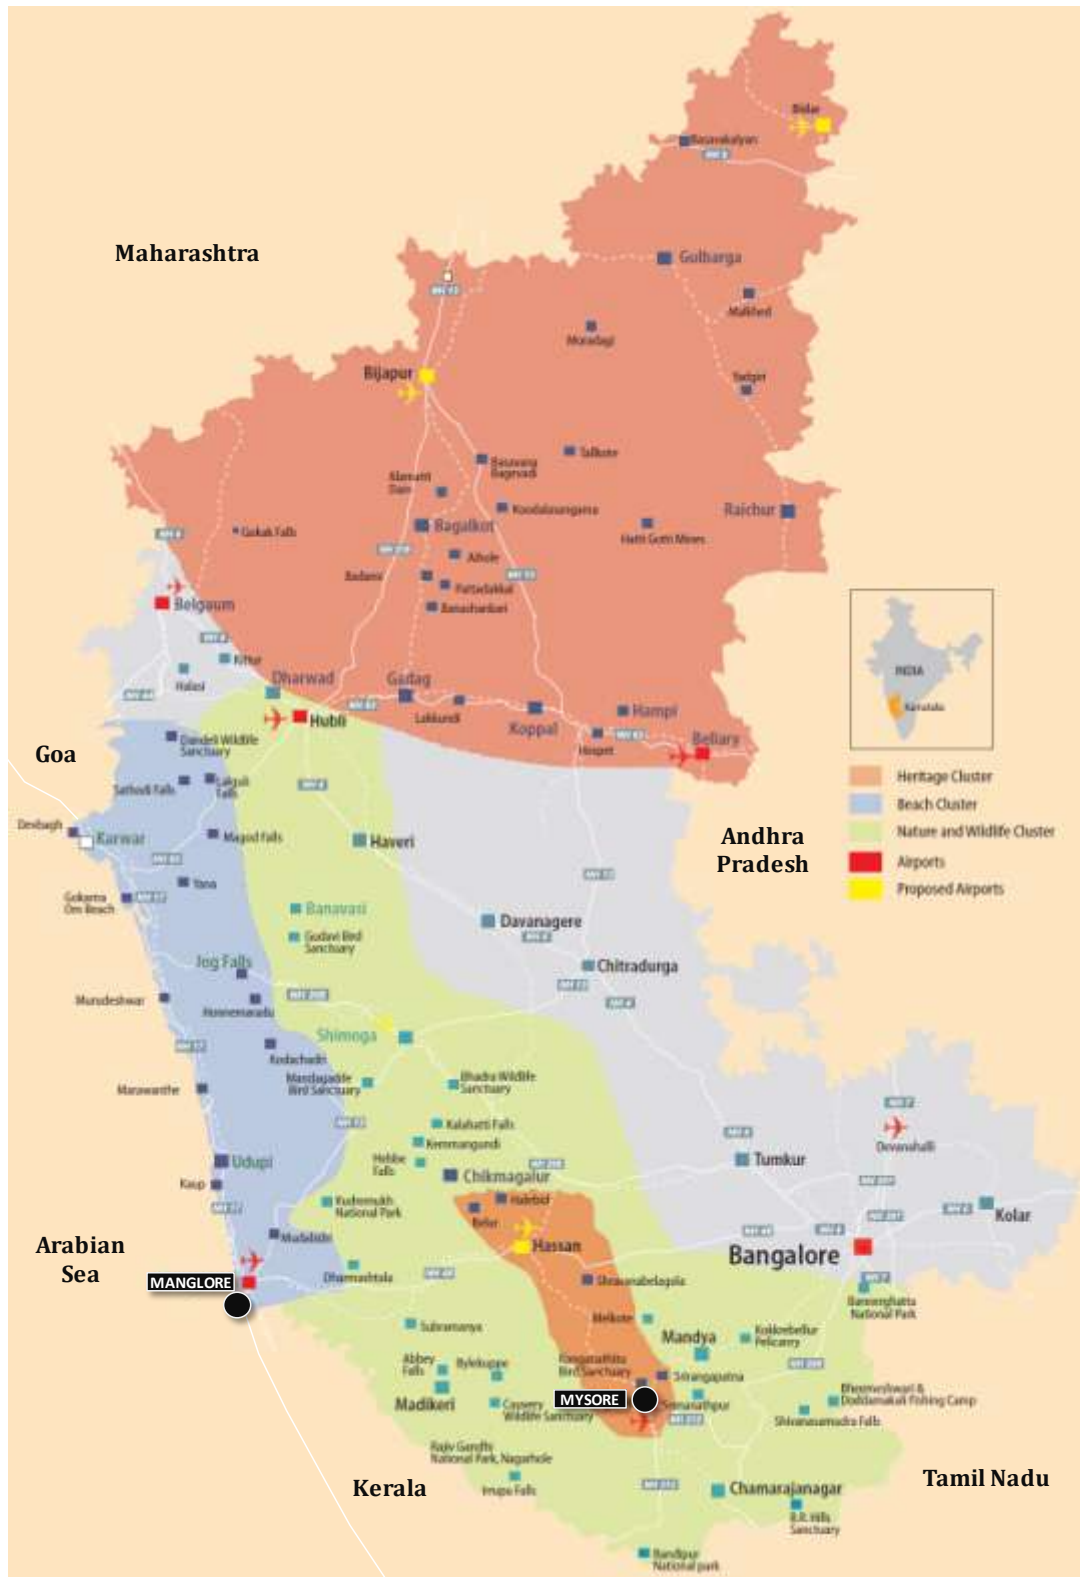 Bidar
Basavakalyan
Maharashtra
Gulbarga
Malkhed
Muradagi
Bijapur
Yadgir
Basavana
Bagevadi
Talikote
Alamatti
Dam
Koodalasangama
Raichur
Bagalkot
Gokak Falls
Hatti Goth Mines
Aihole
Badami
Pattadakkal
Banashankari
Belgaum
Kittur
Halasi
INDIA
Karnataka
Dharwad
Gadag
Lakkundi
Hubli
Koppal
Hampi
Hospet
Bellary
Goa
Dandeli Wildlife
Sanctuary
Sathodi Falls
Lalguli
Falls
Heritage Cluster
Beach Cluster
Nature and Wildlife Cluster
Airports
Proposed Airports
Devbagh
Karwar
Magod Falls
Haveri
Andhra
Pradesh
Yana
Gokarna
Om Beach
Banavasi
Gudavi Bird
Sanctuary
Davanagere
Jog Falls
Chitradurga
Murudeshwar
Honnemaradu
Shimoga
Kodachadri
Mandagadde
Bird Sanctuary
Bhadra Wildlife
Sanctuary
Marawanthe
Kalahatti Falls
Kemmangundi
Hebbe
Falls
Devanahalli
Udupi
Tumkur
Kaup
Chikmagalur
Kudremukh
National Park
Halebid
Belur
Kolar
Mudabidri
Hassan
Bangalore
Arabian
Sea
MANGLORE
Dharmashtala
Shravanabelagola
Bannerghatta
National Park
Subramanya
Melkote
Mandya
Kokkrebellur
Pelicanry
Abbey
Falls
Bylekuppe
Ranganathittu
Bird Sanctuary
Srirangapatna
Madikeri
Cauvery
Wildlife Sanctuary
MYSORE
Somanathpur
Bheemeshwari &
Doddamakali Fishing Camp
Shivanasamudra Falls
Rajiv Gandhi
National Park, Nagarhole
Irrupu Falls
Kerala
Chamarajanagar
Tamil Nadu
B.R. Hills
Sanctuary
Bandipur
National park